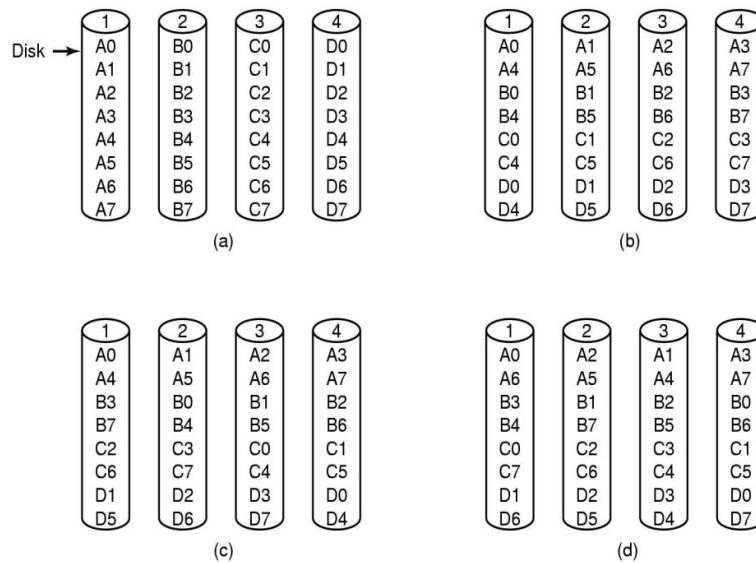 1 2 3 4 1 2 3 4
Disk A0 B0 C0 D0 A0 A1 A2 A3
A1 B1 C1 D1 A4 A5 A6 A7
A2 B2 C2 D2 B0 B1 B2 B3
A3 B3 C3 D3 B4 B5 B6 B7
A4 B4 C4 D4 C0 C1 C2 C3
A5 B5 C5 D5 C4 C5 C6 C7
A6 B6 C6 D6 D0 D1 D2 D3
A7 B7 C7 D7 D4 D5 D6 D7
(a) (b)
1 2 3 4 1 2 3 4
A0 A1 A2 A3 A0 A2 A1 A3
A4 A5 A6 A7 A6 A5 A4 A7
B3 B0 B1 B2 B3 B1 B2 B0
B7 B4 B5 B6 B4 B7 B5 B6
C2 C3 C0 C1 C0 C2 C3 C1
C6 C7 C4 C5 C7 C6 C4 C5
D1 D2 D3 D0 D1 D2 D3 D0
D5 D6 D7 D4 D6 D5 D4 D7
(c) (d)